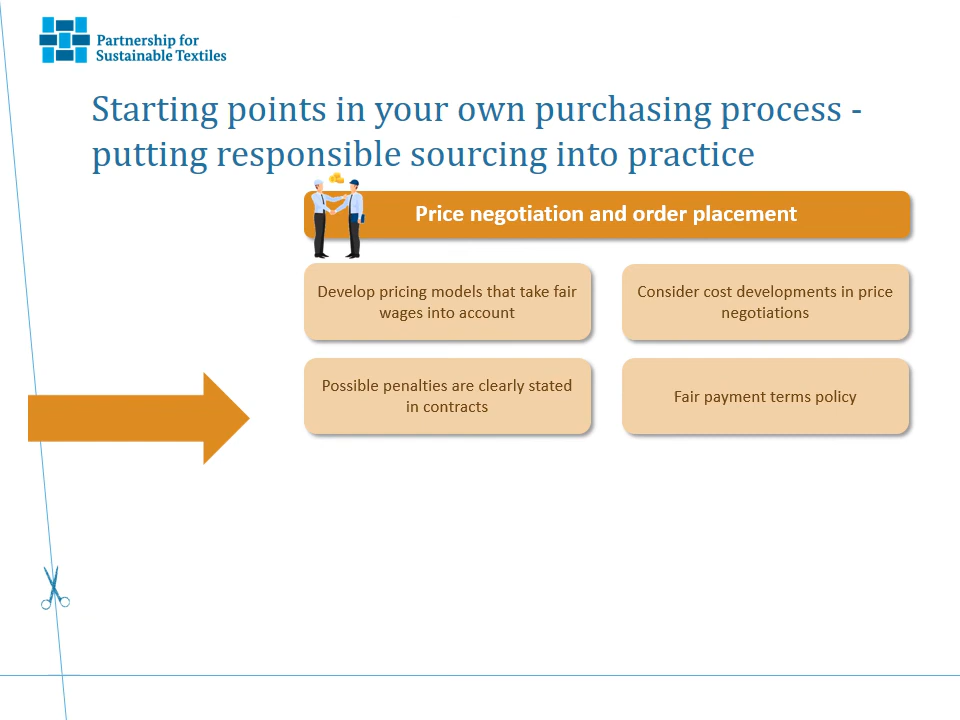 Partnership for
Sustainable Textiles
Starting points in your own purchasing process -
putting responsible sourcing into practice
Price negotiation and order placement
Develop pricing models that take fair
wages into account
Consider cost developments in price
negotiations
Possible penalties are clearly stated
in contracts
Fair payment terms policy